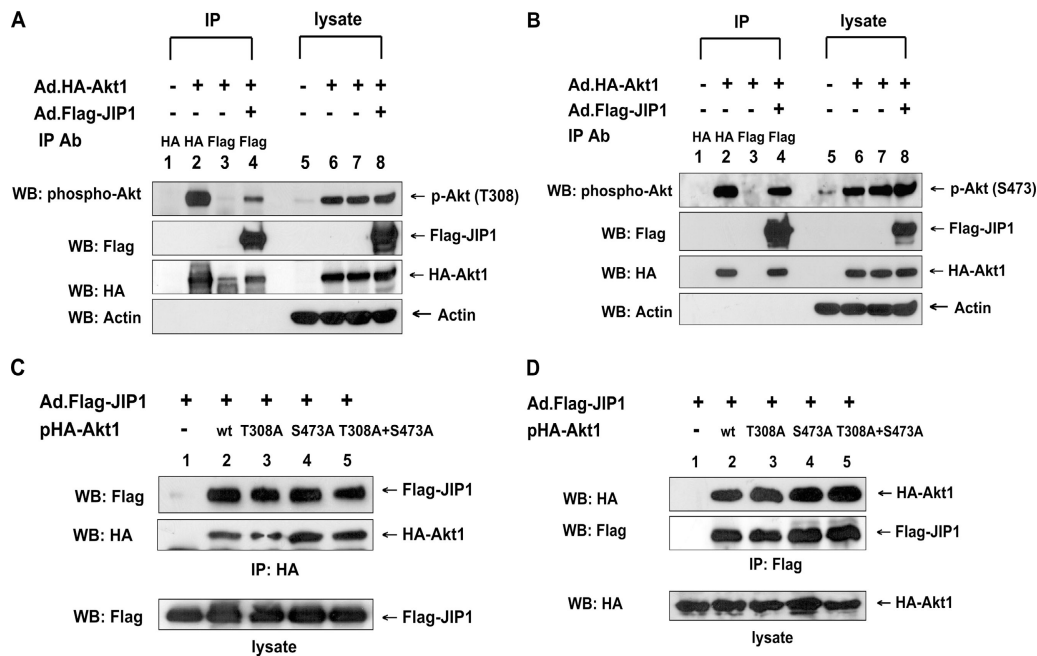 A
IP lysate
Ad.HA-Akt1 - + + + - + + +
Ad.Flag-JIP1 - - - + - - - +
IP Ab HA HA Flag Flag
1 2 3 4 5 6 7 8
WB: phospho-Akt ← p-Akt (T308)
WB: Flag ← Flag-JIP1
WB: HA ← HA-Akt1
WB: Actin ← Actin
B
IP lysate
Ad.HA-Akt1 - + + + - + + +
Ad.Flag-JIP1 - - - + - - - +
IP Ab HA HA Flag Flag
1 2 3 4 5 6 7 8
WB: phospho-Akt ← p-Akt (S473)
WB: Flag ← Flag-JIP1
WB: HA ← HA-Akt1
WB: Actin ← Actin
C
Ad.Flag-JIP1 + + + + +
pHA-Akt1 - wt T308A S473A T308A+S473A
1 2 3 4 5
WB: Flag ← Flag-JIP1
WB: HA ← HA-Akt1
IP: HA
WB: Flag ← Flag-JIP1
lysate
D
Ad.Flag-JIP1 + + + + +
pHA-Akt1 - wt T308A S473A T308A+S473A
1 2 3 4 5
WB: HA ← HA-Akt1
WB: Flag ← Flag-JIP1
IP: Flag
WB: HA ← HA-Akt1
lysate